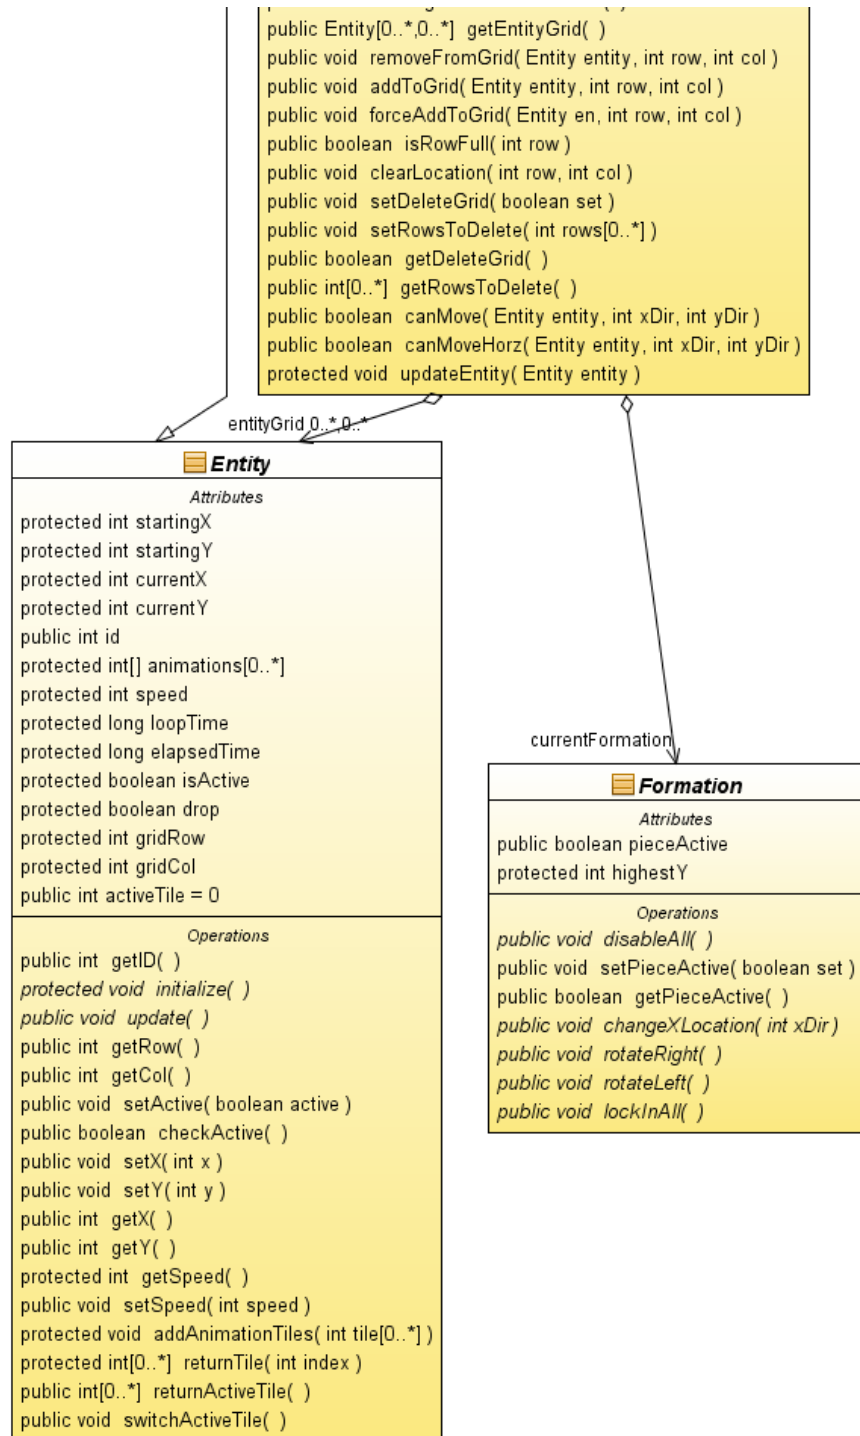 public Entity[0..*,0..*] getEntityGrid( )
public void removeFromGrid( Entity entity, int row, int col )
public void addToGrid( Entity entity, int row, int col )
public void forceAddToGrid( Entity en, int row, int col )
public boolean isRowFull( int row )
public void clearLocation( int row, int col )
public void setDeleteGrid( boolean set )
public void setRowsToDelete( int rows[0..*] )
public boolean getDeleteGrid( )
public int[0..*] getRowsToDelete( )
public boolean canMove( Entity entity, int xDir, int yDir )
public boolean canMoveHorz( Entity entity, int xDir, int yDir )
protected void updateEntity( Entity entity )
entityGrid 0..*,0..*
Entity
Attributes
protected int startingX
protected int startingY
protected int currentX
protected int currentY
public int id
protected int[] animations[0..*]
protected int speed
protected long loopTime
protected long elapsedTime
protected boolean isActive
protected boolean drop
protected int gridRow
protected int gridCol
public int activeTile = 0
Operations
public int getID( )
protected void initialize( )
public void update( )
public int getRow( )
public int getCol( )
public void setActive( boolean active )
public boolean checkActive( )
public void setX( int x )
public void setY( int y )
public int getX( )
public int getY( )
protected int getSpeed( )
public void setSpeed( int speed )
protected void addAnimationTiles( int tile[0..*] )
protected int[0..*] returnTile( int index )
public int[0..*] returnActiveTile( )
public void switchActiveTile( )
currentFormation
Formation
Attributes
public boolean pieceActive
protected int highestY
Operations
public void disableAll( )
public void setPieceActive( boolean set )
public boolean getPieceActive( )
public void changeXLocation( int xDir )
public void rotateRight( )
public void rotateLeft( )
public void lockInAll( )